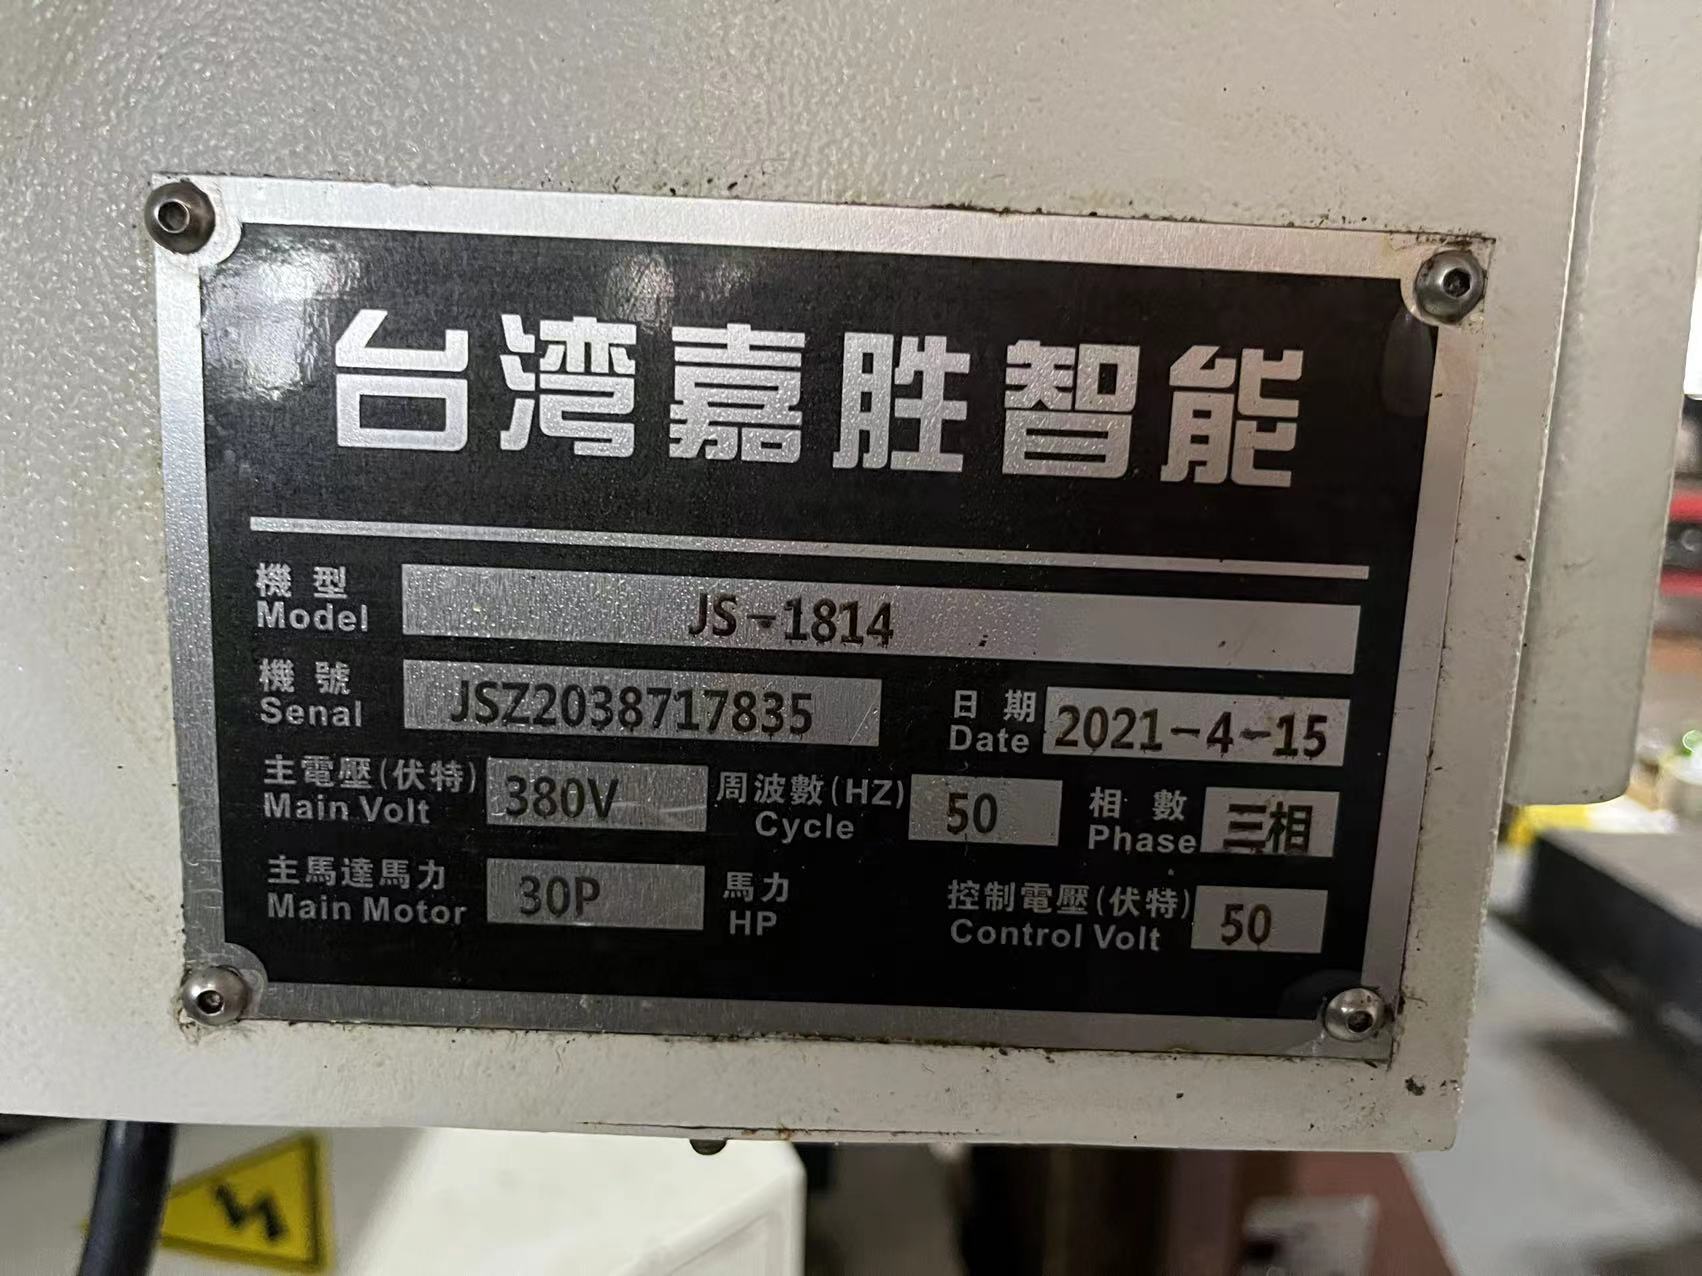 台湾嘉胜智能
機型 JS-1814
Model
機號 JSZ2038717835 日期 2021-4-15
Senal Date
主電壓(伏特) 380V 周波數(HZ) 50 相數 三相
Main Volt Cycle Phase
主馬達馬力 30P 馬力 控制電壓(伏特) 50
Main Motor HP Control Volt